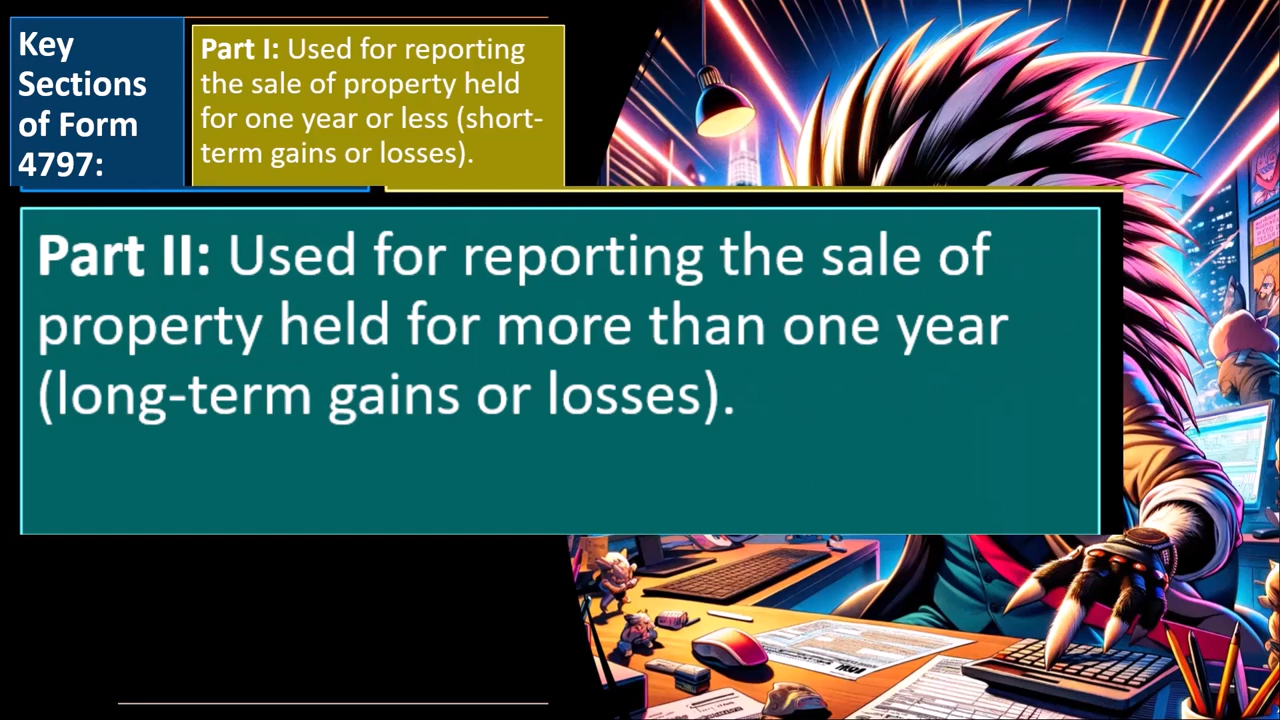 Key
Sections
of Form
4797:
Part I: Used for reporting
the sale of property held
for one year or less (short-
term gains or losses).
Part II: Used for reporting the sale of
property held for more than one year
(long-term gains or losses).